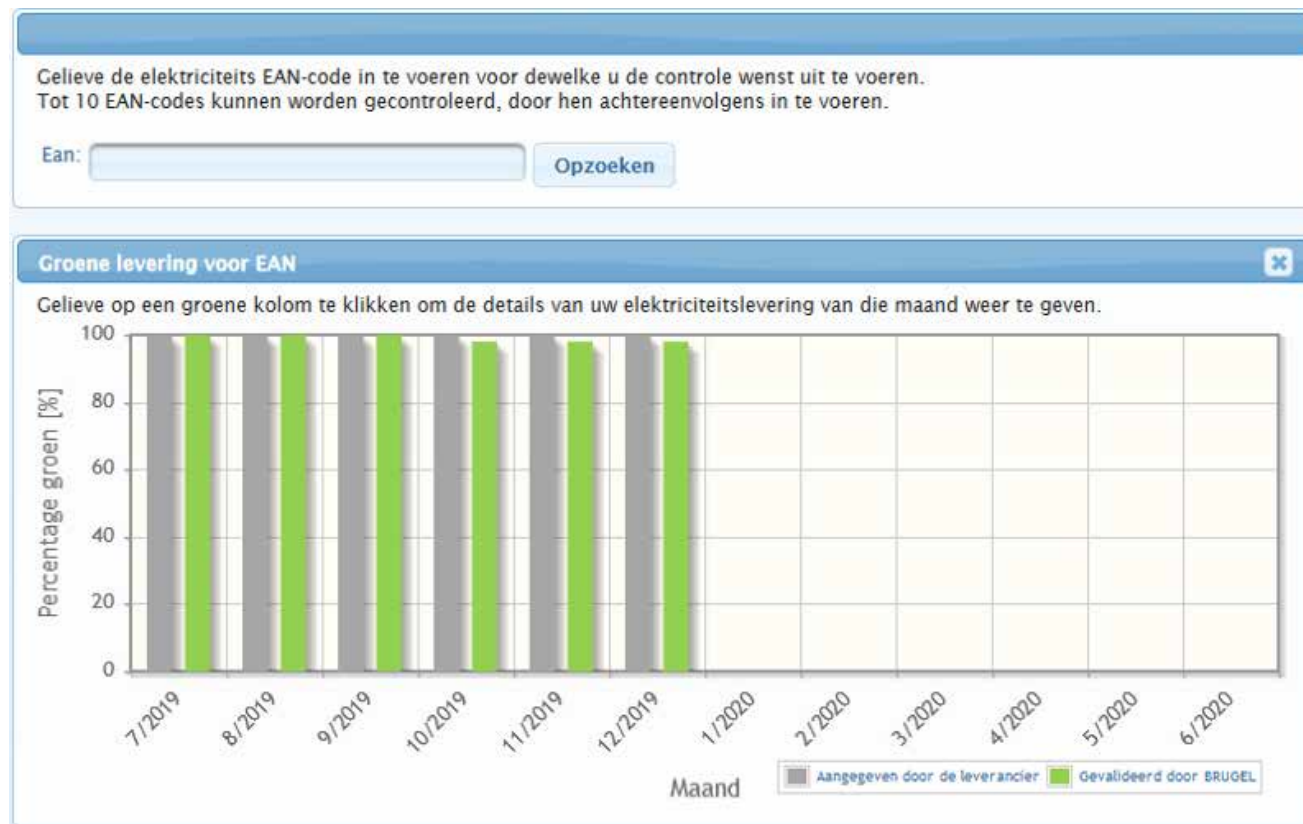 Gelieve de elektriciteits EAN-code in te voeren voor dewelke u de controle wenst uit te voeren.
Tot 10 EAN-codes kunnen worden gecontroleerd, door hen achtereenvolgens in te voeren.
Ean:
Opzoeken
Groene levering voor EAN
Gelieve op een groene kolom te klikken om de details van uw elektriciteitslevering van die maand weer te geven.
Percentage groen [%]
100
80
60
40
20
0
7/2019
8/2019
9/2019
10/2019
11/2019
12/2019
1/2020
2/2020
3/2020
4/2020
5/2020
6/2020
Maand
Aangegeven door de leverancier
Gevalideerd door BRUGEL